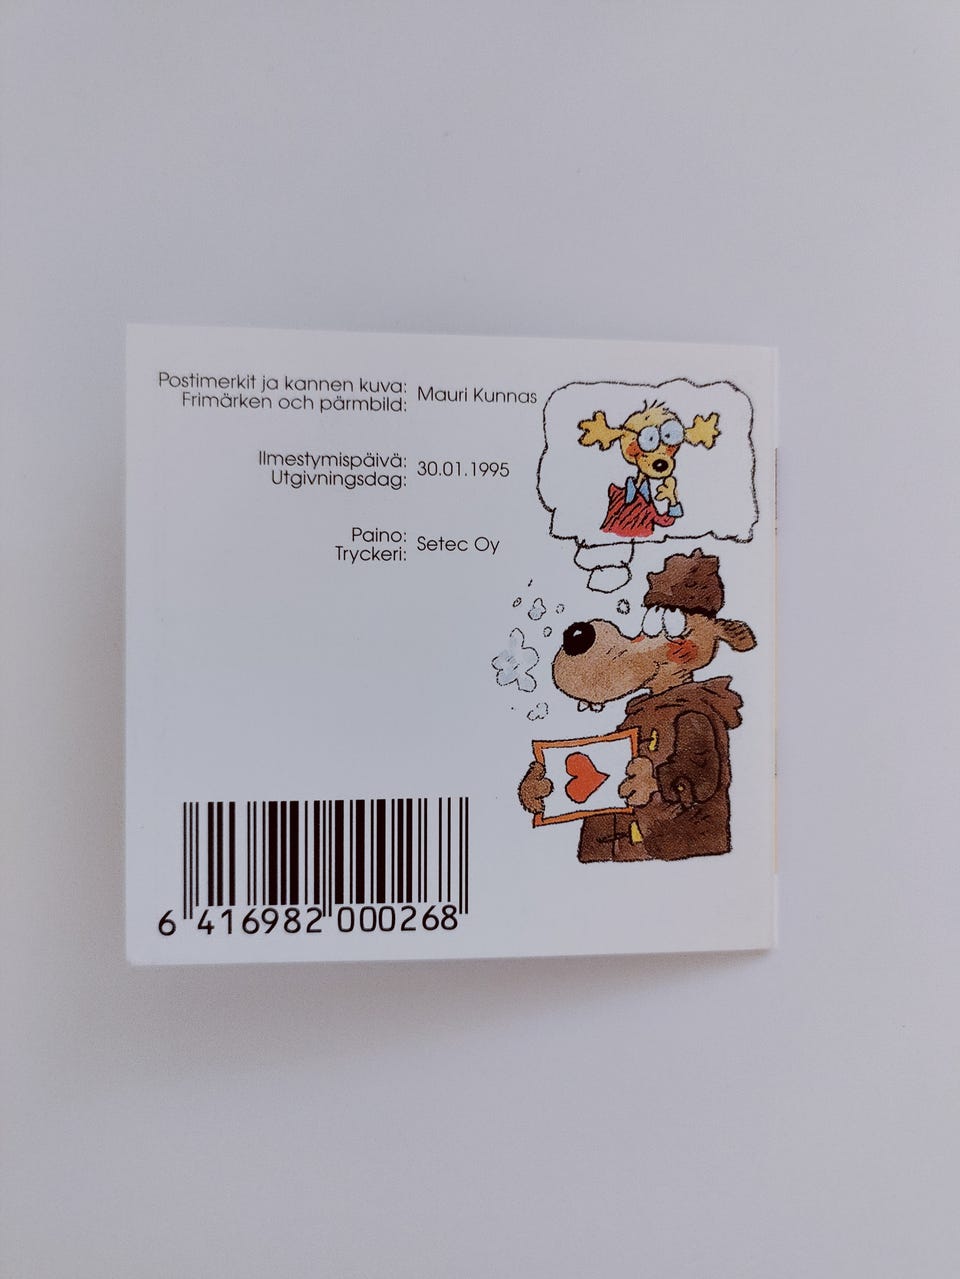 Postimerkit ja kannen kuva:
Frimärken och pärmbild:
Mauri Kunnas
Ilmestymispäivä:
Utgivningsdag:
30.01.1995
Paino:
Tryckeri:
Setec Oy
6 416982 000268